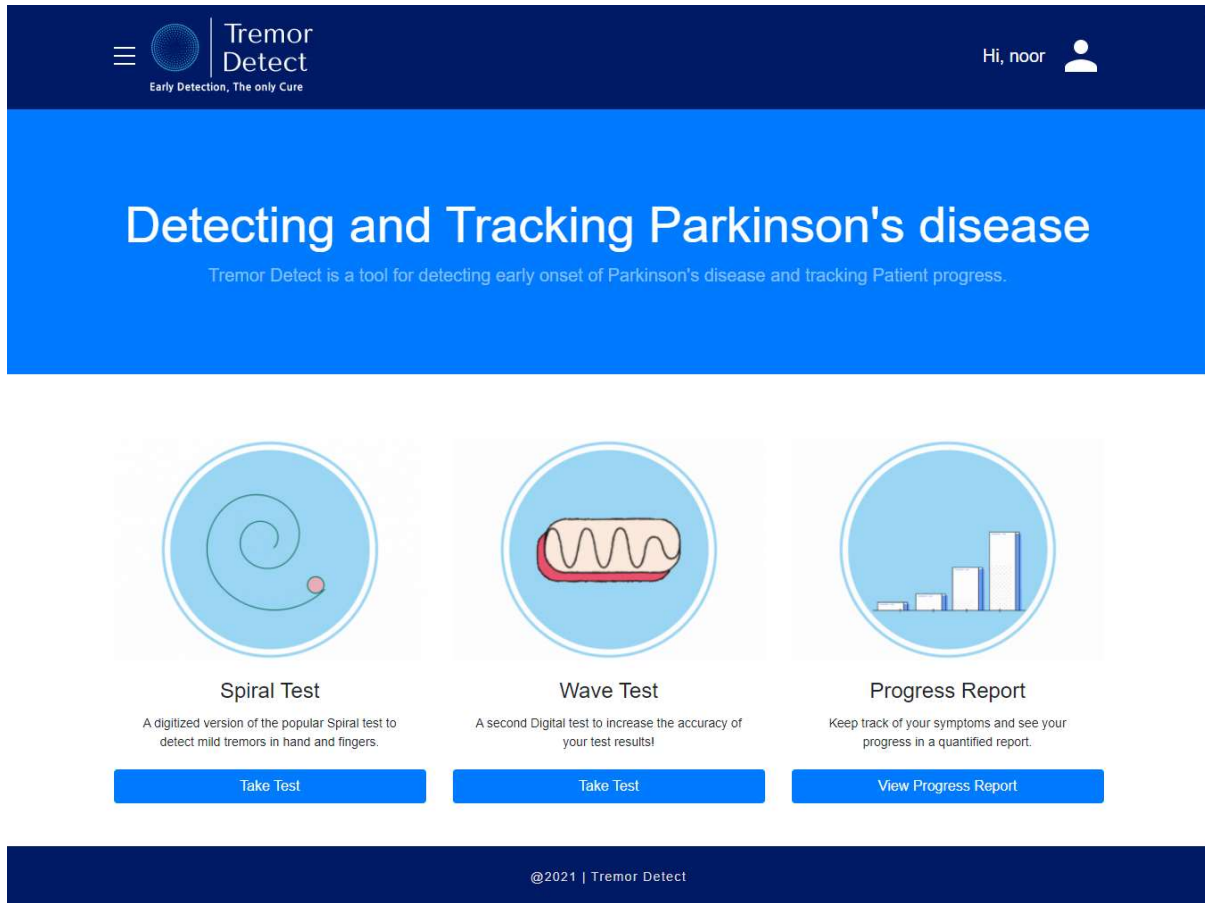 Tremor
Detect
Early Detection, The only Cure
Hi, noor
Detecting and Tracking Parkinson's disease
Tremor Detect is a tool for detecting early onset of Parkinson's disease and tracking Patient progress.
Spiral Test
A digitized version of the popular Spiral test to
detect mild tremors in hand and fingers.
Take Test
Wave Test
A second Digital test to increase the accuracy of
your test results!
Take Test
Progress Report
Keep track of your symptoms and see your
progress in a quantified report.
View Progress Report
@2021 | Tremor Detect